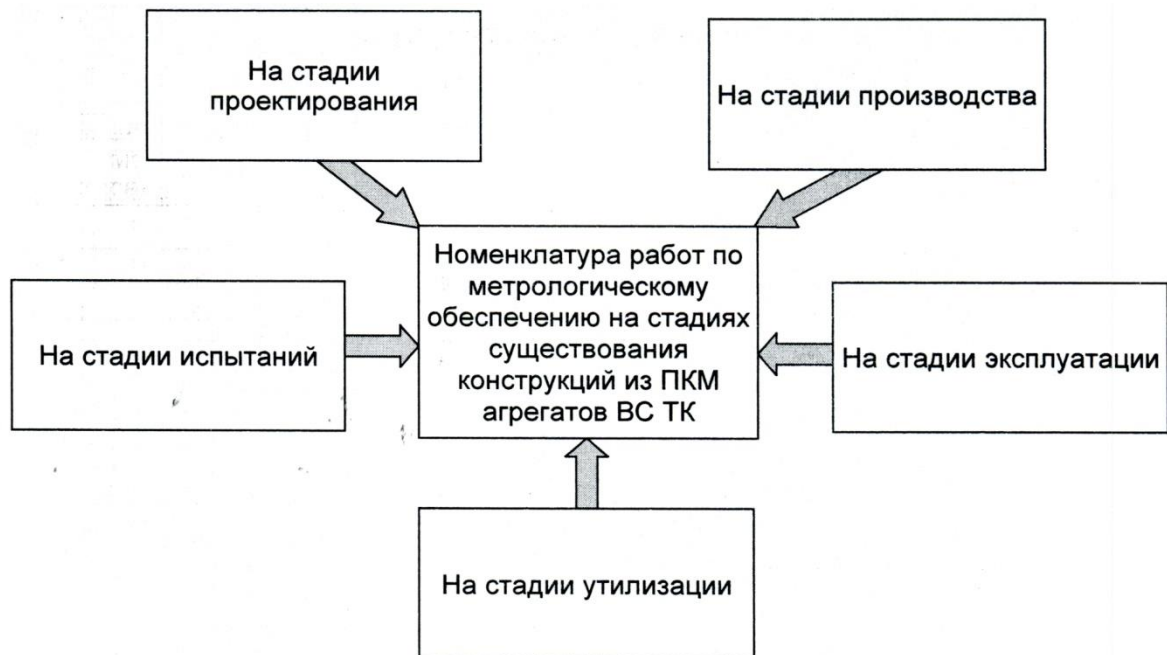 На стадии
проектирования
На стадии производства
Номенклатура работ по
метрологическому
обеспечению на стадиях
существования
конструкций из ПКМ
агрегатов ВС ТК
На стадии испытаний
На стадии эксплуатации
На стадии утилизации